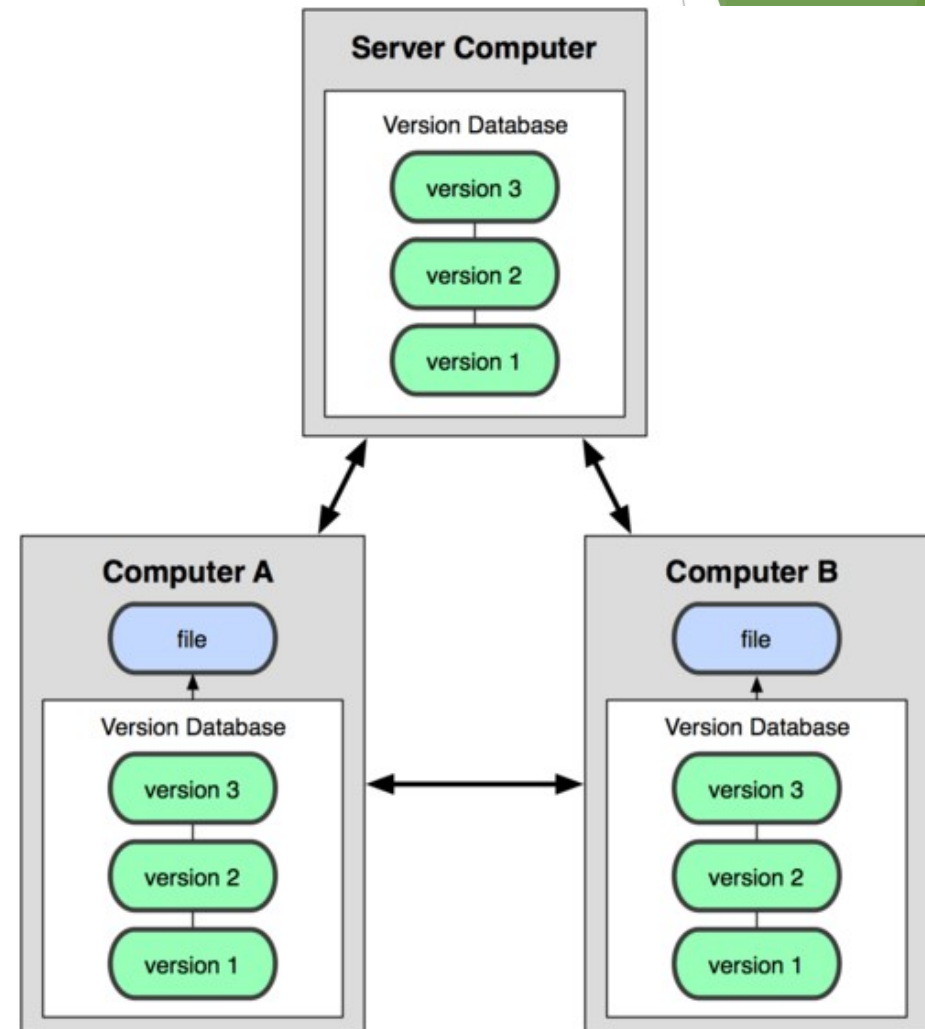 Server Computer
Version Database
version 3
version 2
version 1
Computer A
file
Version Database
version 3
version 2
version 1
Computer B
file
Version Database
version 3
version 2
version 1